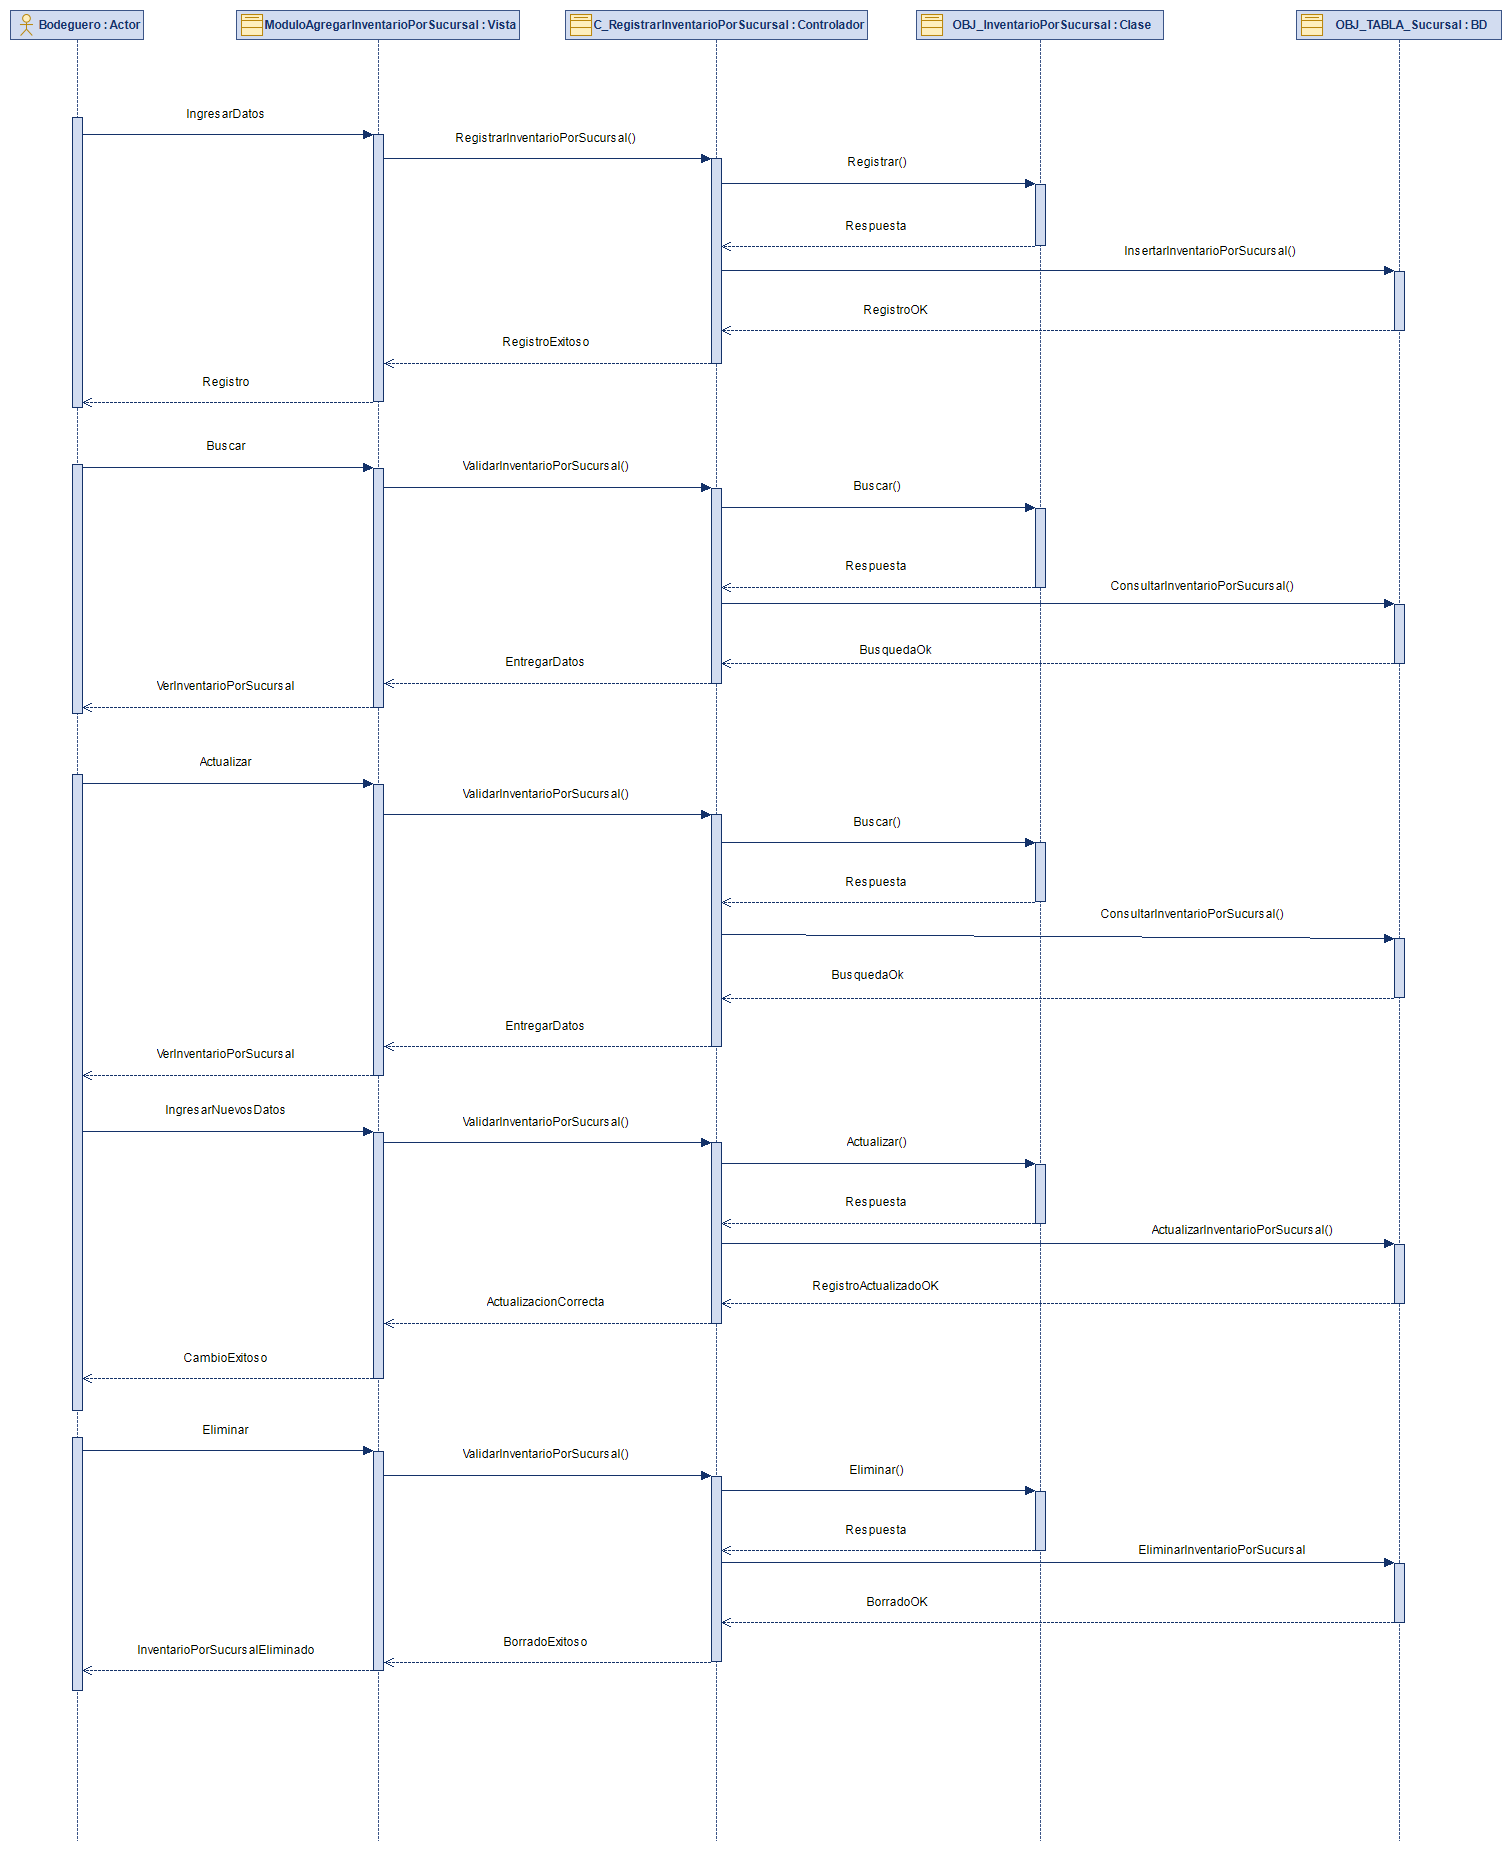 Bodeguero : Actor
ModuloAgregarInventarioPorSucursal : Vista
C_RegistrarInventarioPorSucursal : Controlador
OBJ_InventarioPorSucursal : Clase
OBJ_TABLA_Sucursal : BD
IngresarDatos
RegistrarInventarioPorSucursal()
Registrar()
Respuesta
InsertarInventarioPorSucursal()
RegistroOK
RegistroExitoso
Registro
Buscar
ValidarInventarioPorSucursal()
Buscar()
Respuesta
ConsultarInventarioPorSucursal()
BusquedaOk
EntregarDatos
VerInventarioPorSucursal
Actualizar
ValidarInventarioPorSucursal()
Buscar()
Respuesta
ConsultarInventarioPorSucursal()
BusquedaOk
EntregarDatos
VerInventarioPorSucursal
IngresarNuevosDatos
ValidarInventarioPorSucursal()
Actualizar()
Respuesta
ActualizarInventarioPorSucursal()
RegistroActualizadoOK
ActualizacionCorrecta
CambioExitoso
Eliminar
ValidarInventarioPorSucursal()
Eliminar()
Respuesta
EliminarInventarioPorSucursal
BorradoOK
BorradoExitoso
InventarioPorSucursalEliminado